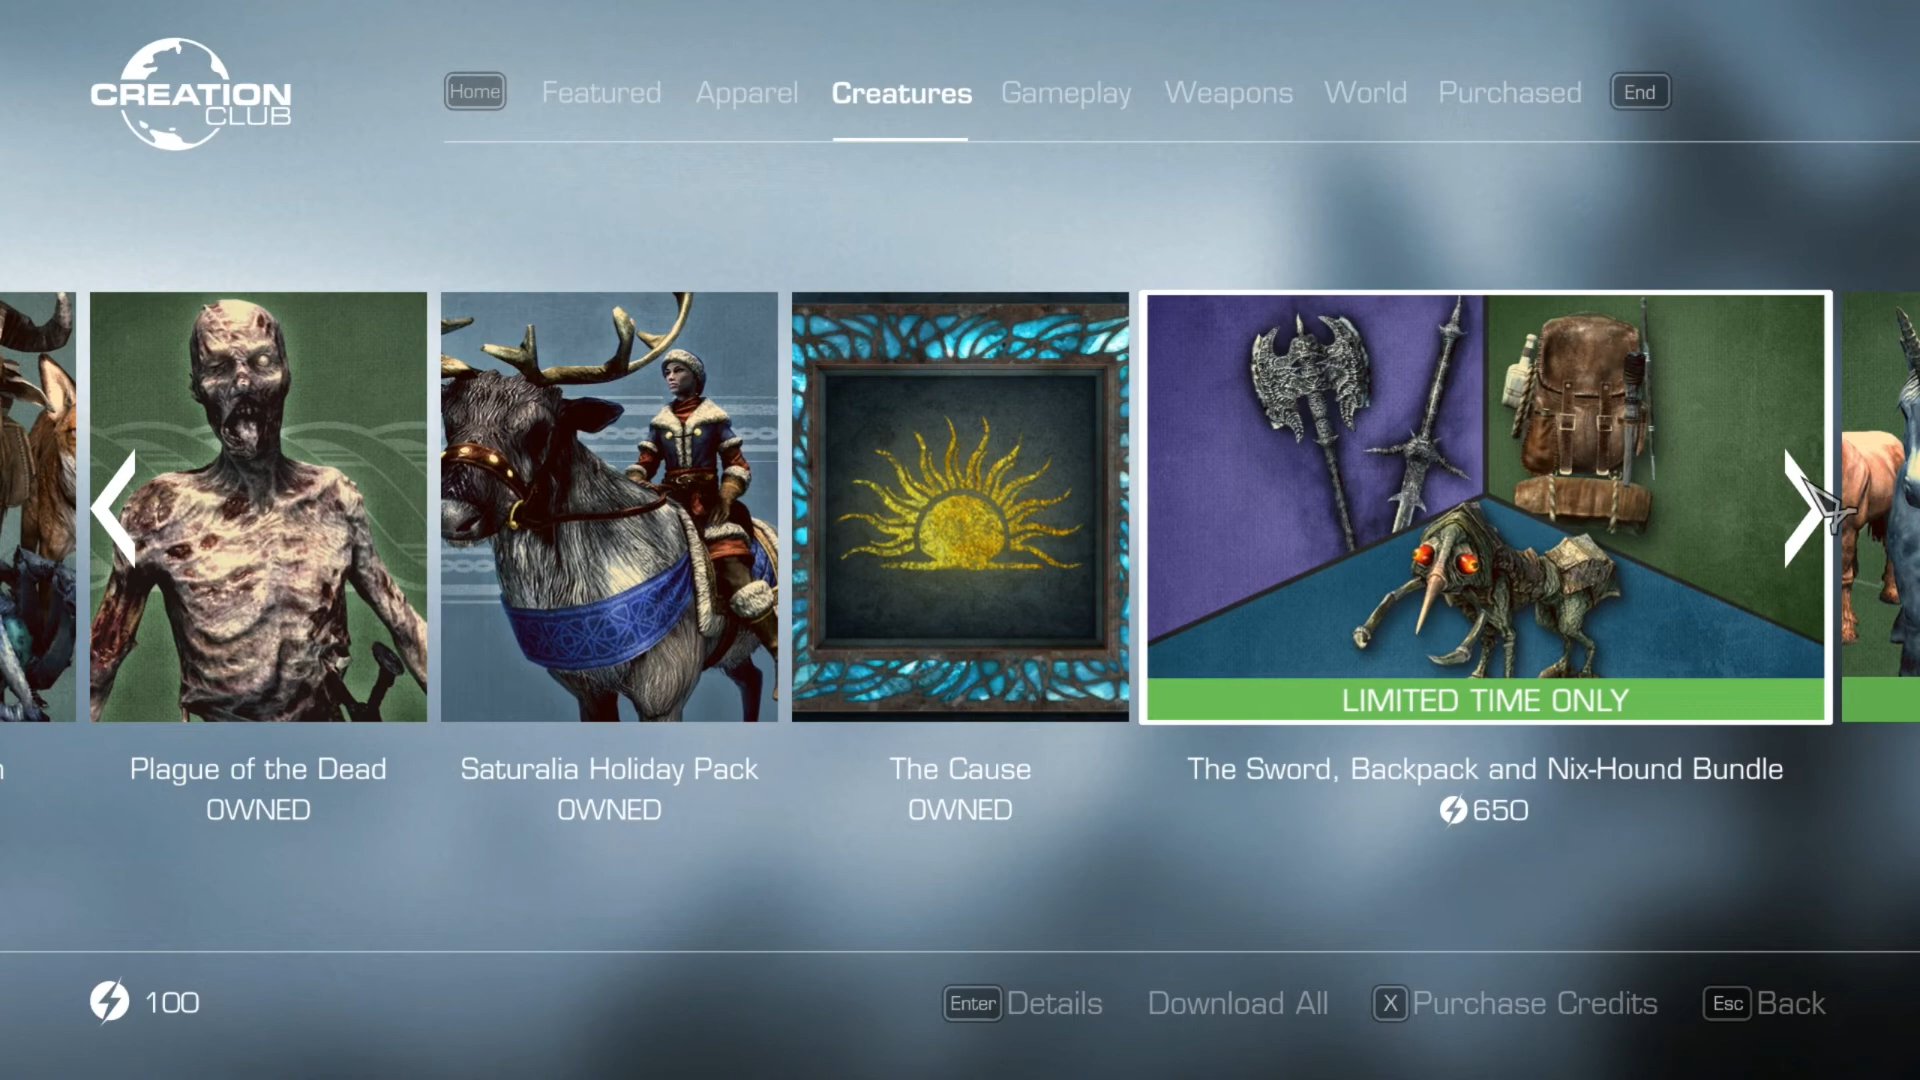 CREATION
CLUB
Home Featured Apparel Creatures Gameplay Weapons World Purchased End
LIMITED TIME ONLY
Plague of the Dead
OWNED
Saturalia Holiday Pack
OWNED
The Cause
OWNED
The Sword, Backpack and Nix-Hound Bundle
650
100
Enter Details Download All X Purchase Credits Esc Back